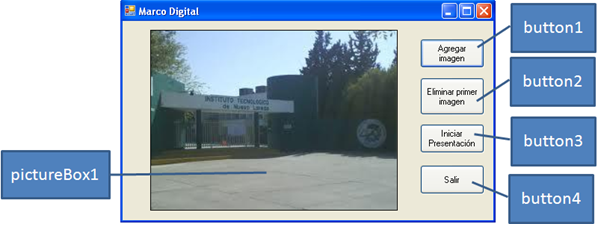 Marco Digital
INSTITUTO TECNOLOGICO
de Nuevo Laredo
Agregar
imagen
Eliminar primer
imagen
Iniciar
Presentación
Salir
button1
button2
button3
button4
pictureBox1